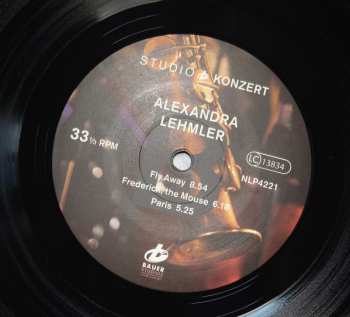 STUDIO KONZERT
ALEXANDRA
LEHMLER
33⅓ RPM
LC 13834
NLP4221
Fly Away 8.54
Frederick, the Mouse 6.18
Paris 5.25
BAUER
STUDIOS